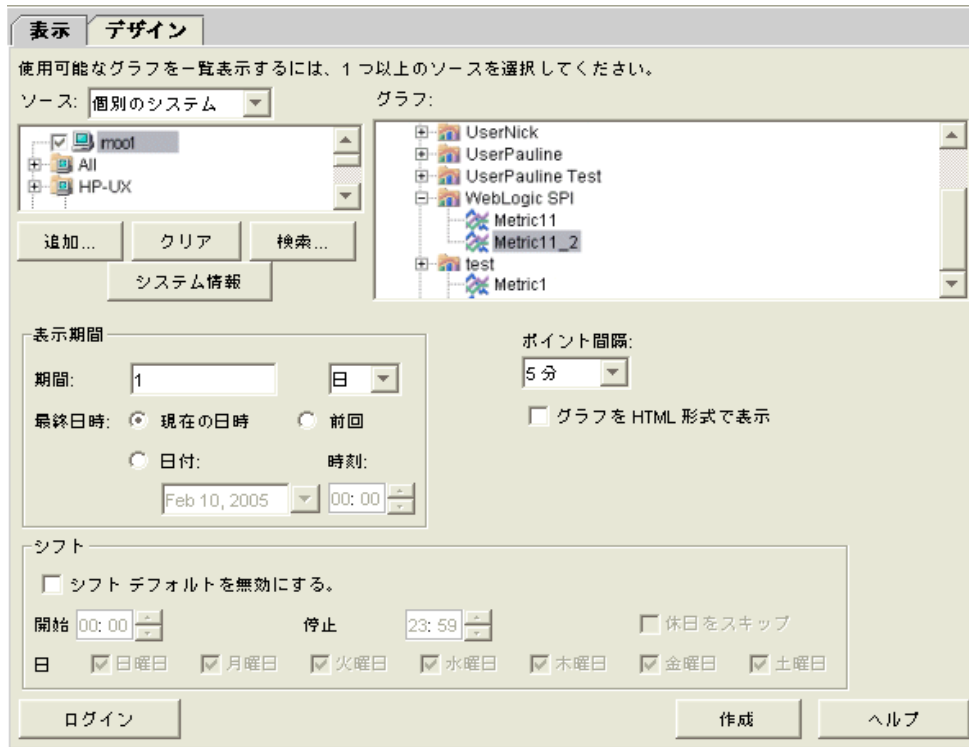 表示 デザイン
使用可能なグラフを一覧表示するには、1 つ以上のソースを選択してください。
ソース: 個別のシステム グラフ:
moot
All
HP-UX
UserNick
UserPauline
UserPauline Test
WebLogic SPI
Metric11
Metric11_2
test
Metric1
追加... クリア 検索...
システム情報
表示期間
期間: 1 日
最終日時: 現在の日時 前回
日付: 時刻:
Feb 10, 2005 00: 00
ポイント間隔:
5 分
グラフを HTML 形式で表示
シフト
シフト デフォルトを無効にする。
開始 00: 00 停止 23: 59 休日をスキップ
日 日曜日 月曜日 火曜日 水曜日 木曜日 金曜日 土曜日
ログイン 作成 ヘルプ